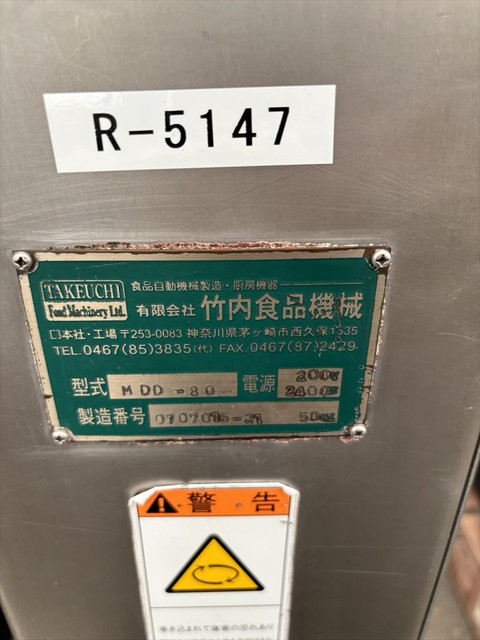 R-5147
TAKEUCHI
Food Machinery Ltd.
食品自動機械製造・厨房機器
有限会社 竹内食品機械
本社・工場 〒253-0083 神奈川県茅ヶ崎市西久保1335
TEL.0467(85)3835(代) FAX.0467(87)2429
型式 MDD-80 電源 200V
製造番号
50HZ
警告